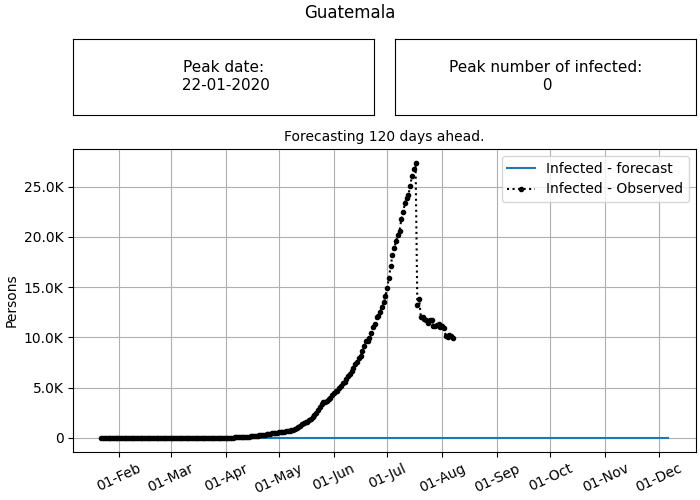 Guatemala
Peak date:
22-01-2020
Peak number of infected:
0
Forecasting 120 days ahead.
Infected - forecast
Infected - Observed
Persons
25.0K
20.0K
15.0K
10.0K
5.0K
0
01-Feb
01-Mar
01-Apr
01-May
01-Jun
01-Jul
01-Aug
01-Sep
01-Oct
01-Nov
01-Dec